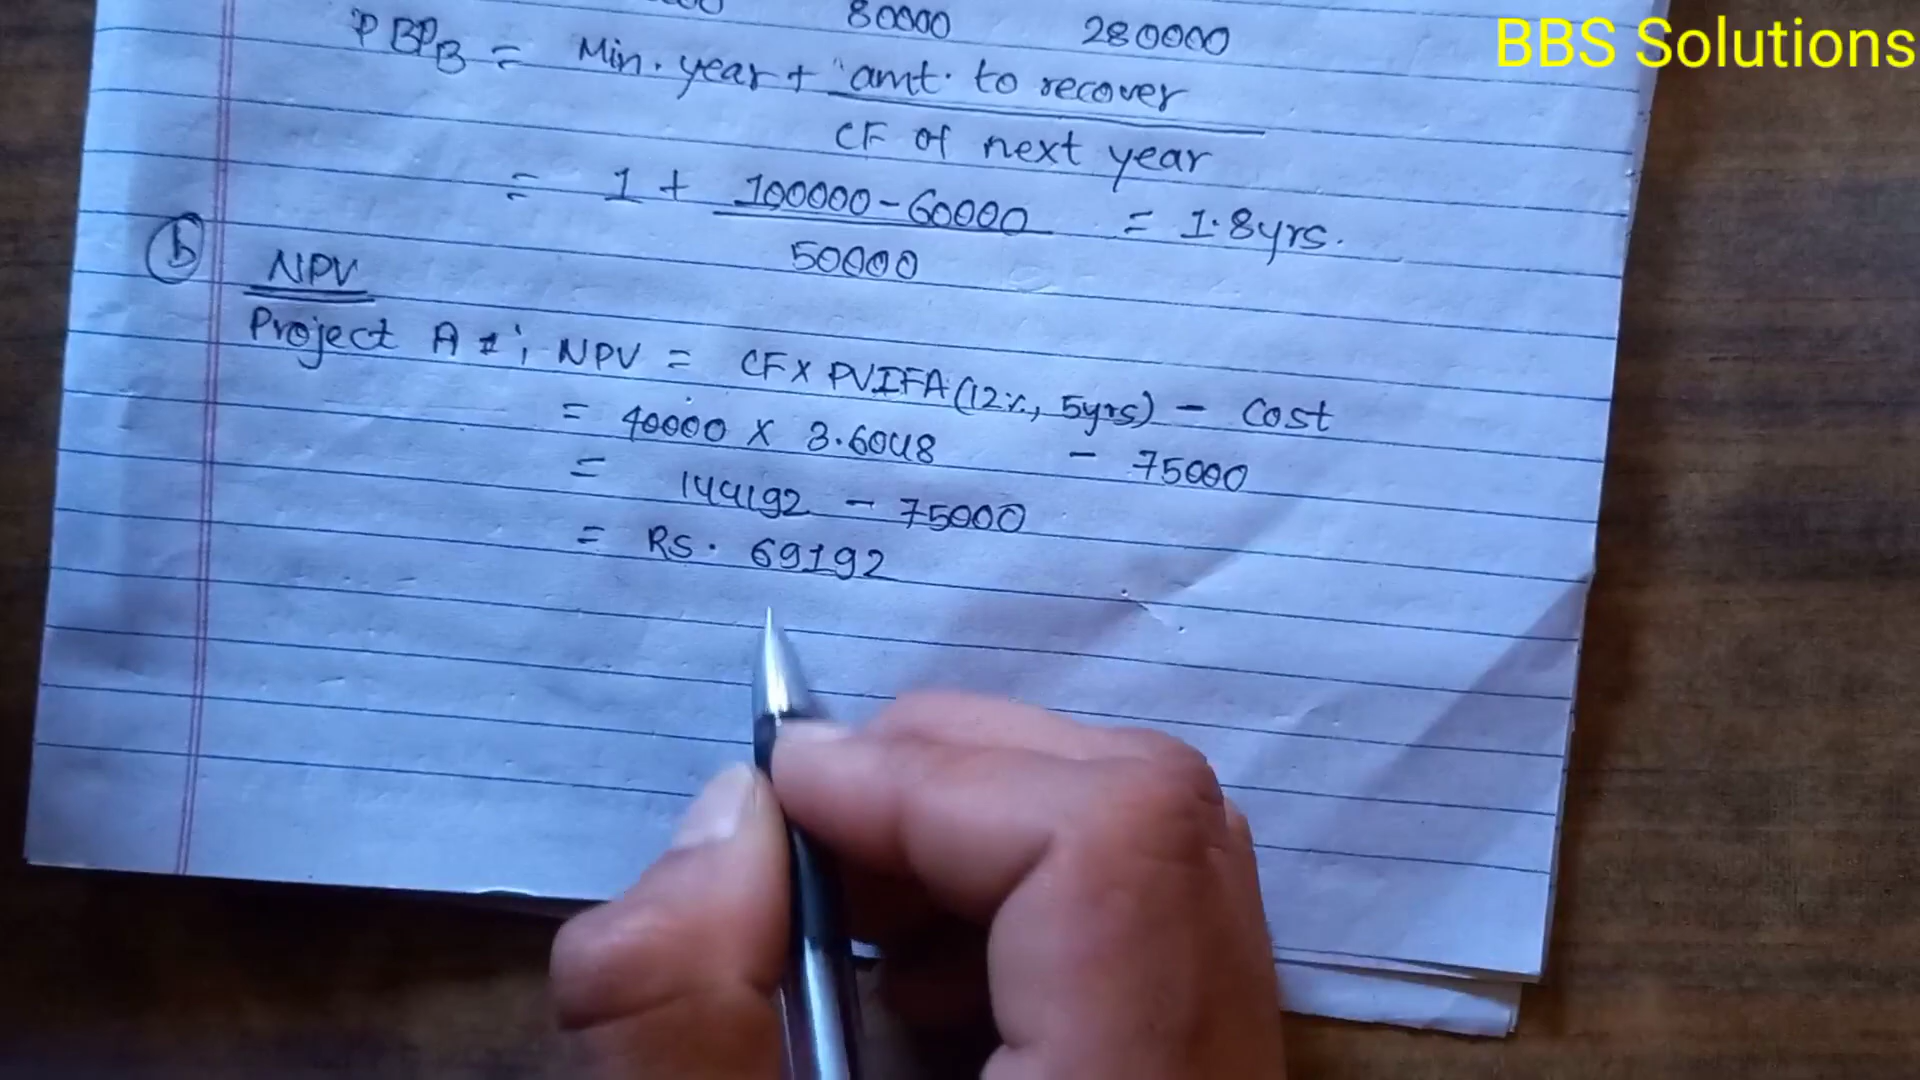 80000 280000
BBS Solutions
PBP_B = Min. year + amt. to recover
CF of next year
= 1 + 100000 - 60000 = 1.8yrs.
50000
(b) NPV
Project A ; NPV = CF x PVIFA (12%, 5yrs) - Cost
= 40000 x 3.6048 - 75000
= 144192 - 75000
= RS. 69192